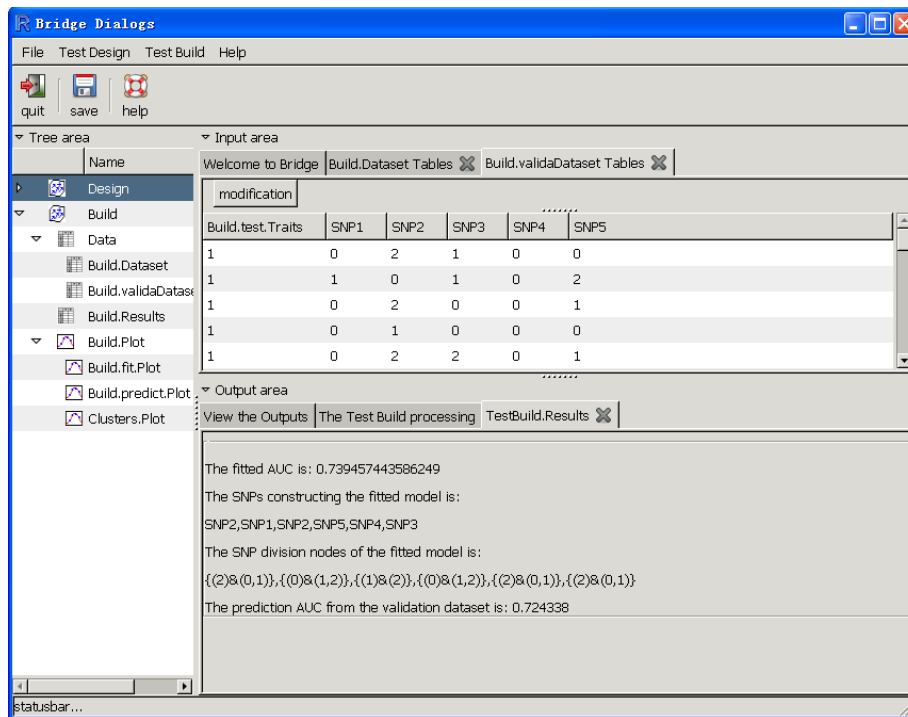 Bridge Dialogs
File Test Design Test Build Help
quit save help
Tree area
Name
Design
Build
Data
Build.Dataset
Build.validaDatase
Build.Results
Build.Plot
Build.fit.Plot
Build.predict.Plot
Clusters.Plot
Input area
Welcome to Bridge Build.Dataset Tables Build.validaDataset Tables
modification
Build.test.Traits SNP1 SNP2 SNP3 SNP4 SNP5
1 0 2 1 0 0
1 1 0 1 0 2
1 0 2 0 0 1
1 0 1 0 0 0
1 0 2 2 0 1
Output area
View the Outputs The Test Build processing TestBuild.Results
The fitted AUC is: 0.739457443586249
The SNPs constructing the fitted model is:
SNP2,SNP1,SNP2,SNP5,SNP4,SNP3
The SNP division nodes of the fitted model is:
{(2)&(0,1)},{(0)&(1,2)},{(1)&(2)},{(0)&(1,2)},{(2)&(0,1)},{(2)&(0,1)}
The prediction AUC from the validation dataset is: 0.724338
statusbar...